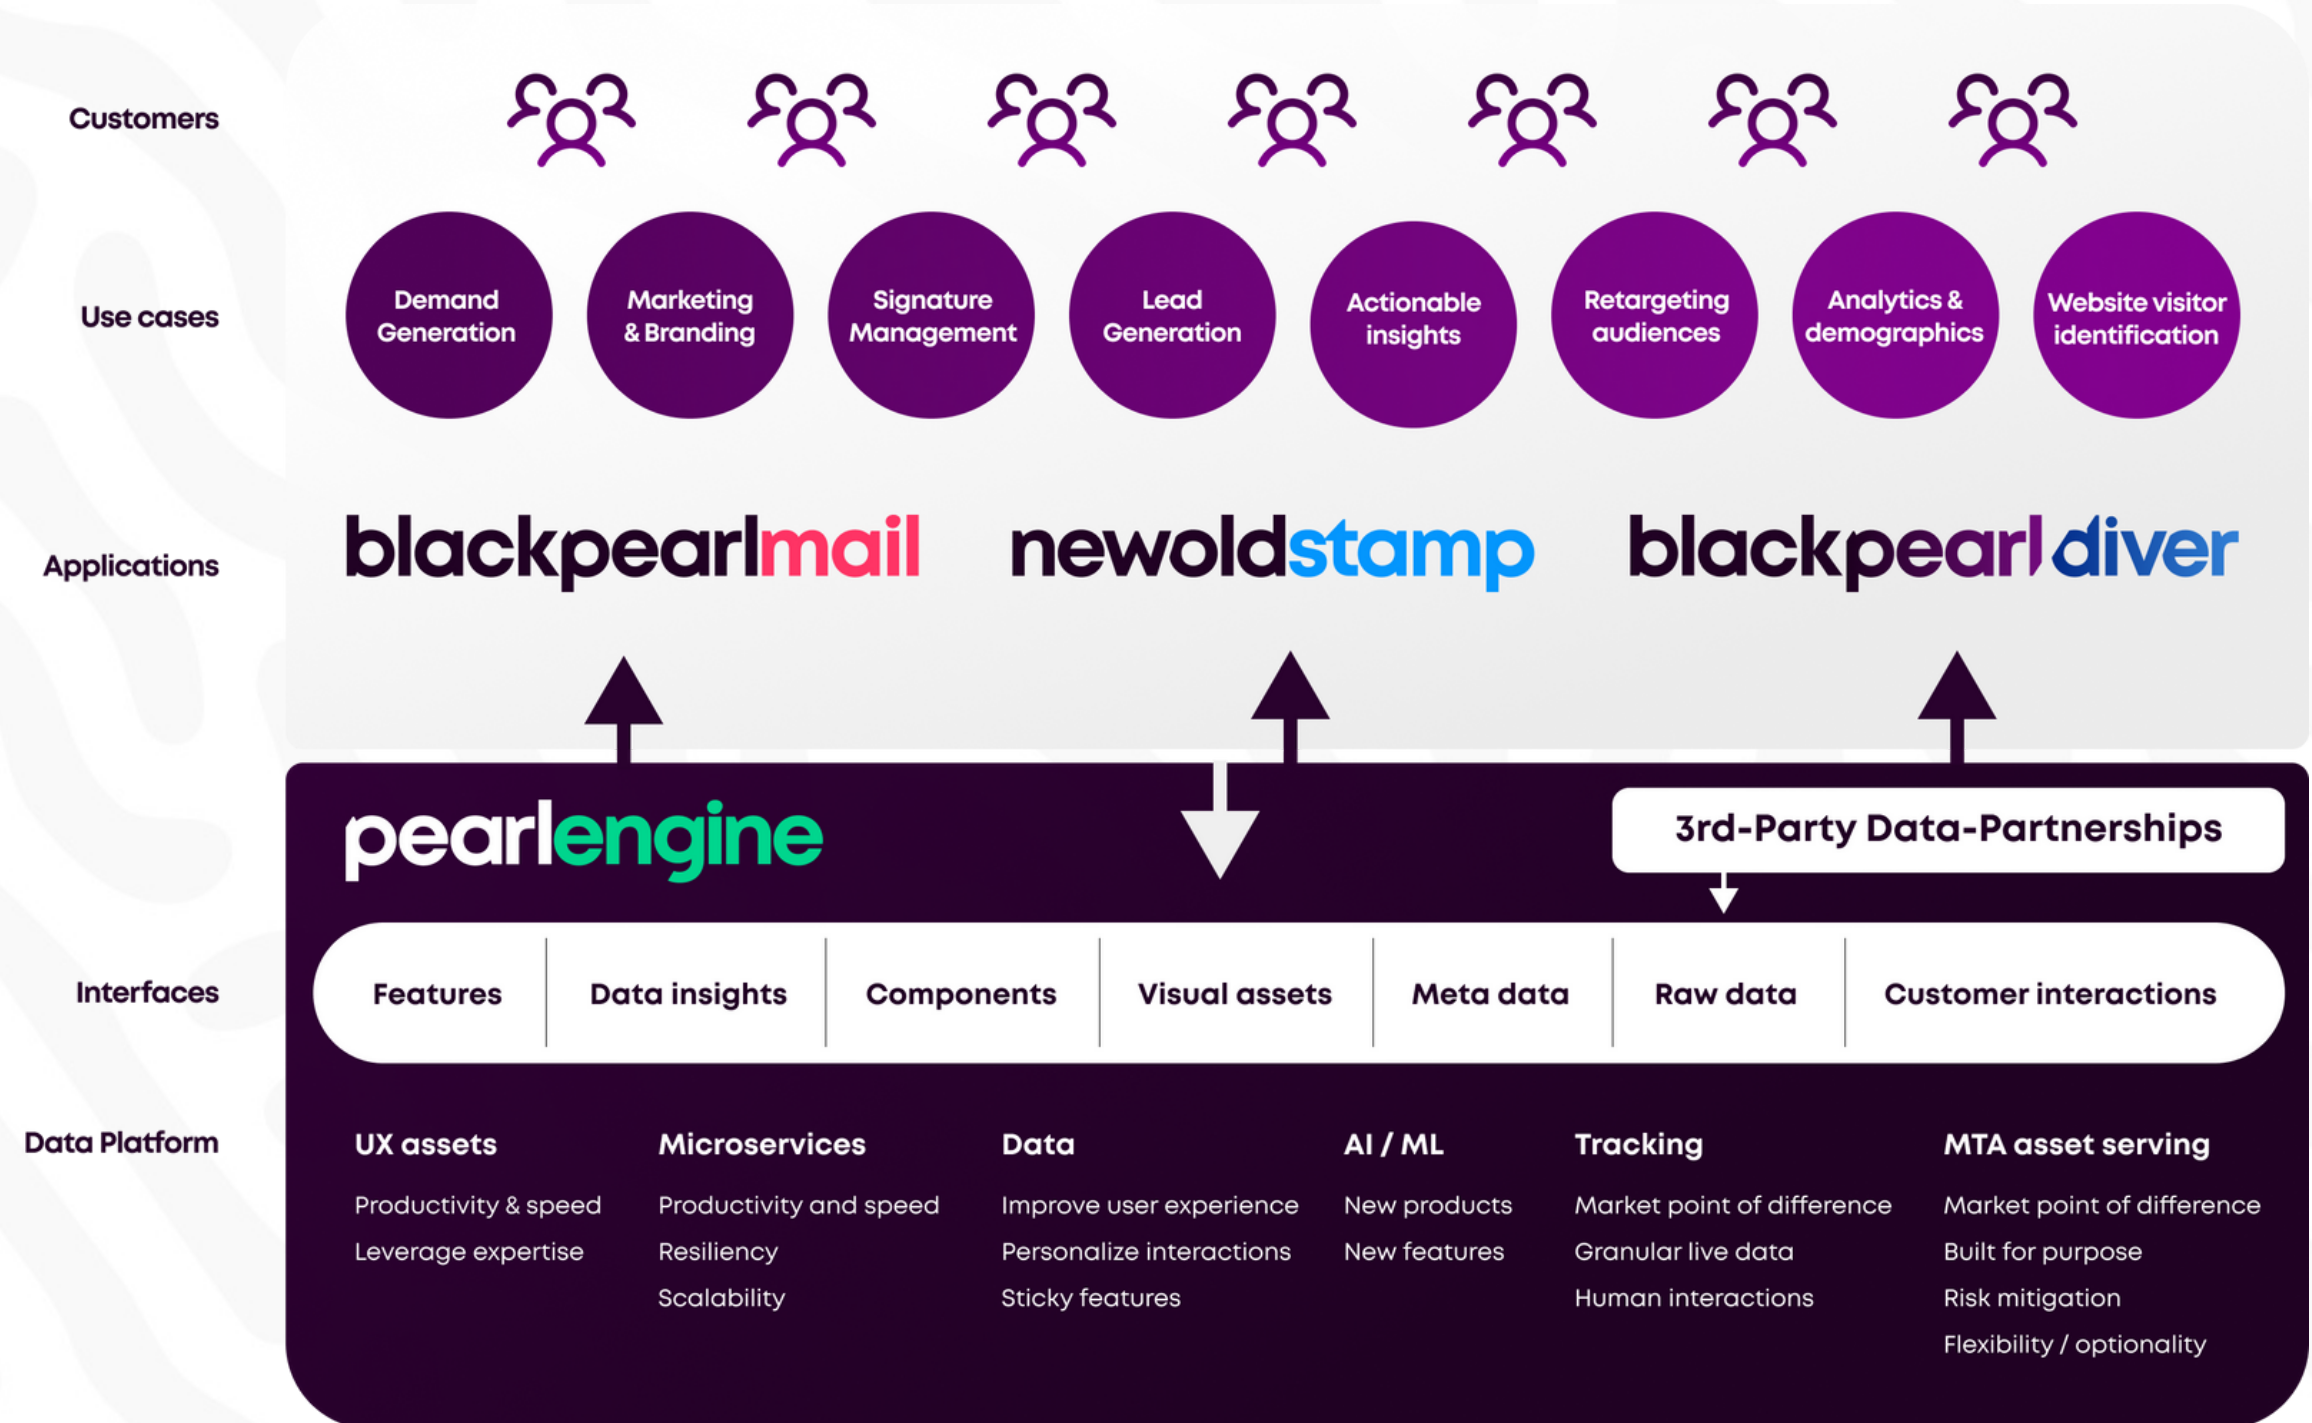 Customers
Use cases
Demand
Generation
Marketing
& Branding
Signature
Management
Lead
Generation
Actionable
insights
Retargeting
audiences
Analytics &
demographics
Website visitor
identification
Applications
blackpearlmail
newoldstamp
blackpearl diver
pearlengine
3rd-Party Data-Partnerships
Interfaces
Features
Data insights
Components
Visual assets
Meta data
Raw data
Customer interactions
Data Platform
UX assets
Productivity & speed
Leverage expertise
Microservices
Productivity and speed
Resiliency
Scalability
Data
Improve user experience
Personalize interactions
Sticky features
AI / ML
New products
New features
Tracking
Market point of difference
Granular live data
Human interactions
MTA asset serving
Market point of difference
Built for purpose
Risk mitigation
Flexibility / optionality